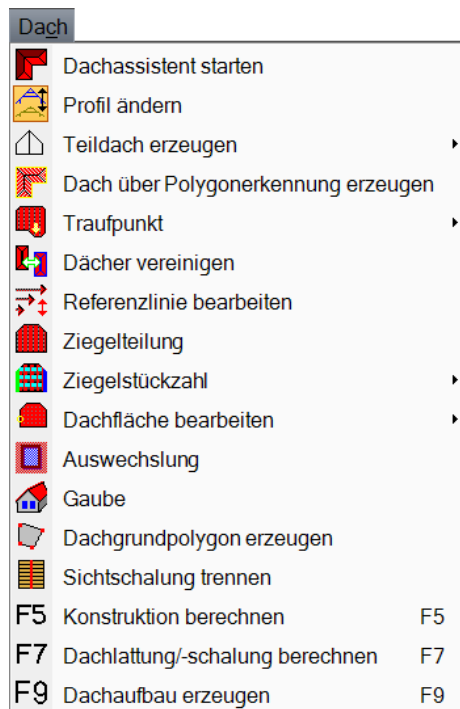 Dach
Dachassistent starten
Profil ändern
Teildach erzeugen
Dach über Polygonerkennung erzeugen
Traufpunkt
Dächer vereinigen
Referenzlinie bearbeiten
Ziegelteilung
Ziegelstückzahl
Dachfläche bearbeiten
Auswechslung
Gaube
Dachgrundpolygon erzeugen
Sichtschalung trennen
F5 Konstruktion berechnen F5
F7 Dachlattung/-schalung berechnen F7
F9 Dachaufbau erzeugen F9